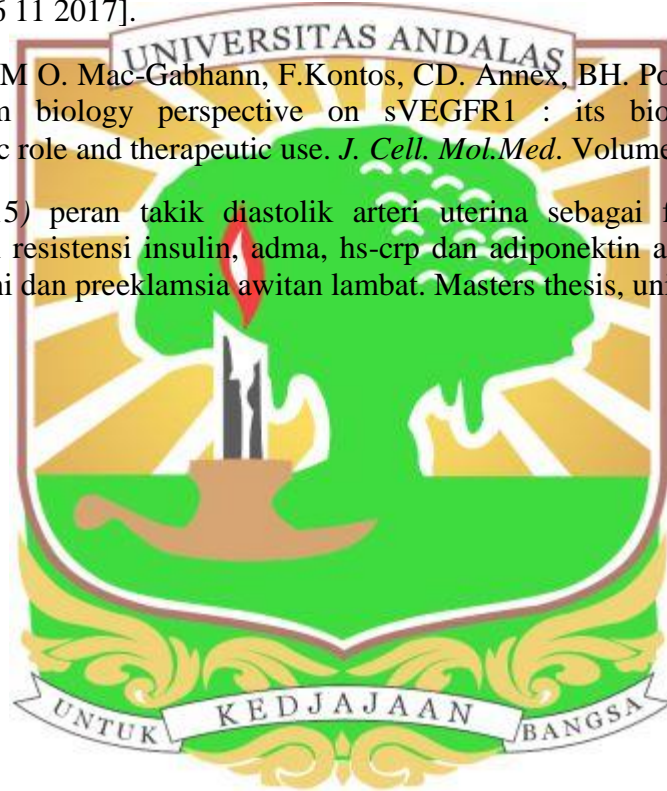 6 11 2017].
UNIVERSITAS ANDALAS
M O. Mac-Gabhann, F.Kontos, CD. Annex, BH. Po
biology perspective on sVEGFR1 : its bio
c role and therapeutic use. J. Cell. Mol.Med. Volume
5) peran takik diastolik arteri uterina sebagai f
resistensi insulin, adma, hs-crp dan adiponektin a
ni dan preeklamsia awitan lambat. Masters thesis, uni
UNTUK KEDJAJAAN BANGSA